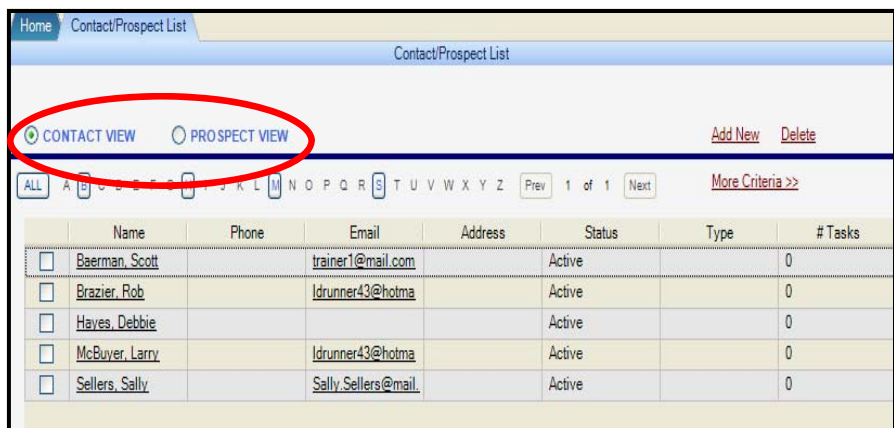 Home Contact/Prospect List
Contact/Prospect List
CONTACT VIEW PROSPECT VIEW Add New Delete
ALL A B C D E F G H I J K L M N O P Q R S T U V W X Y Z Prev 1 of 1 Next More Criteria >>
Name Phone Email Address Status Type # Tasks
Baerman, Scott trainer1@mail.com Active 0
Brazier, Rob ldrunner43@hotma Active 0
Hayes, Debbie Active 0
McBuyer, Larry ldrunner43@hotma Active 0
Sellers, Sally Sally.Sellers@mail. Active 0